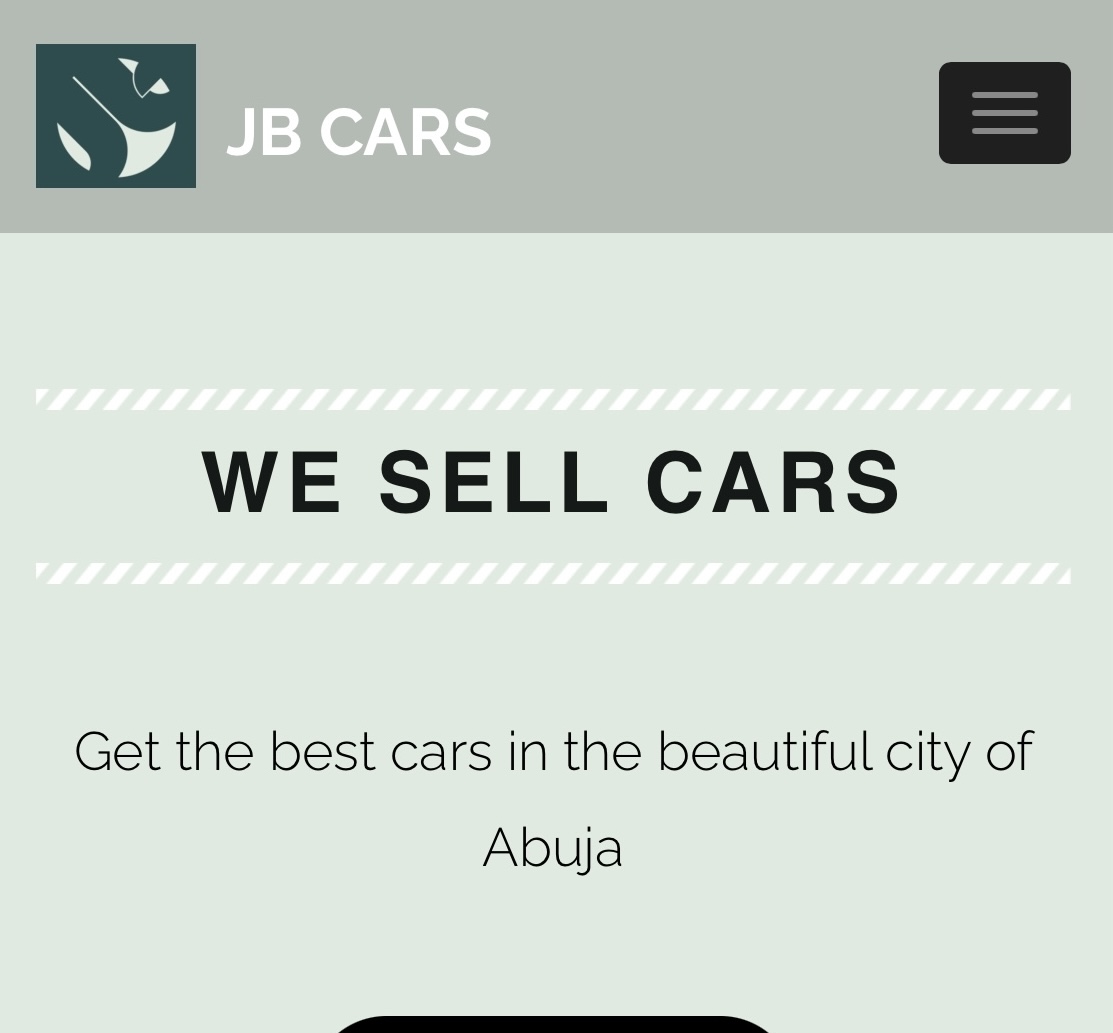 JB CARS
WE SELL CARS
Get the best cars in the beautiful city of
Abuja